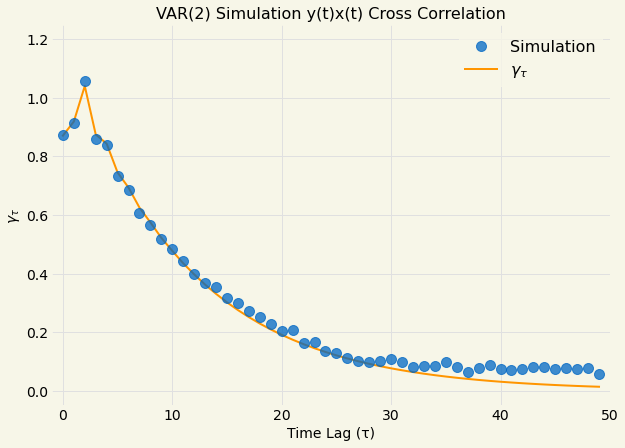 VAR(2) Simulation y(t)x(t) Cross Correlation
Simulation
γτ
γτ
1.2
1.0
0.8
0.6
0.4
0.2
0.0
0 10 20 30 40 50
Time Lag (τ)